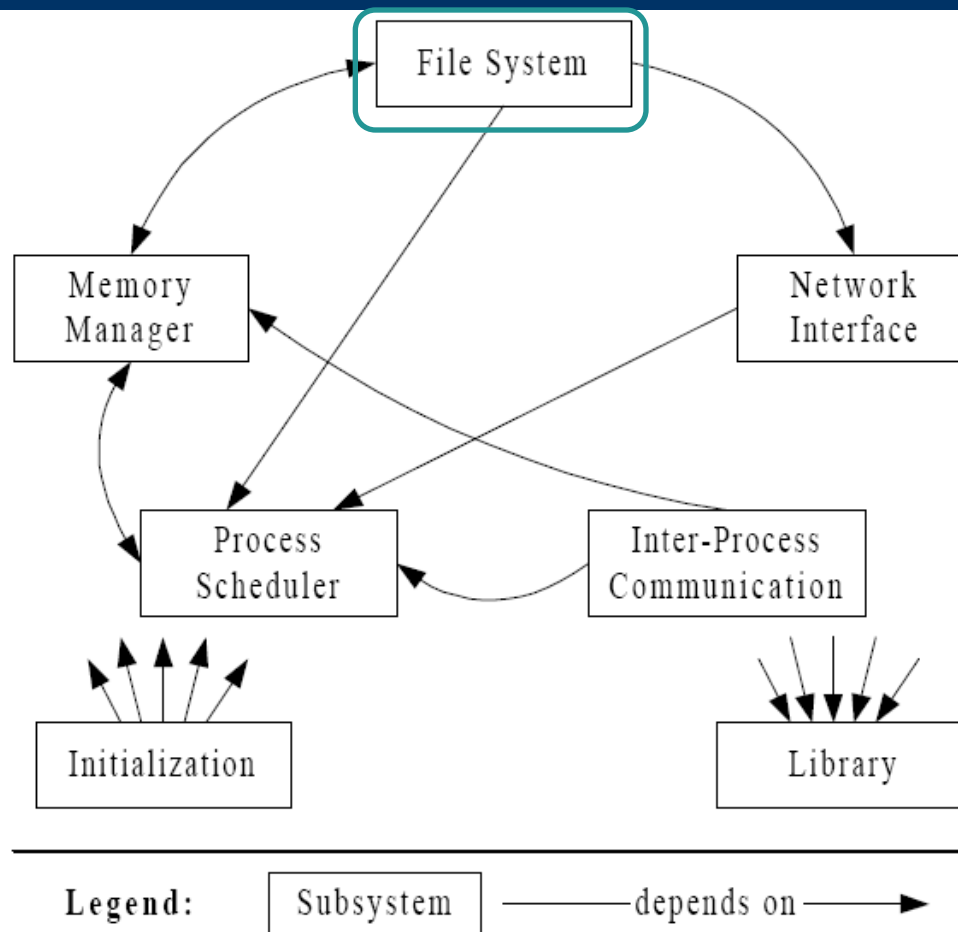 File System
Memory
Manager
Network
Interface
Process
Scheduler
Inter-Process
Communication
Initialization
Library
Legend:
Subsystem
depends on